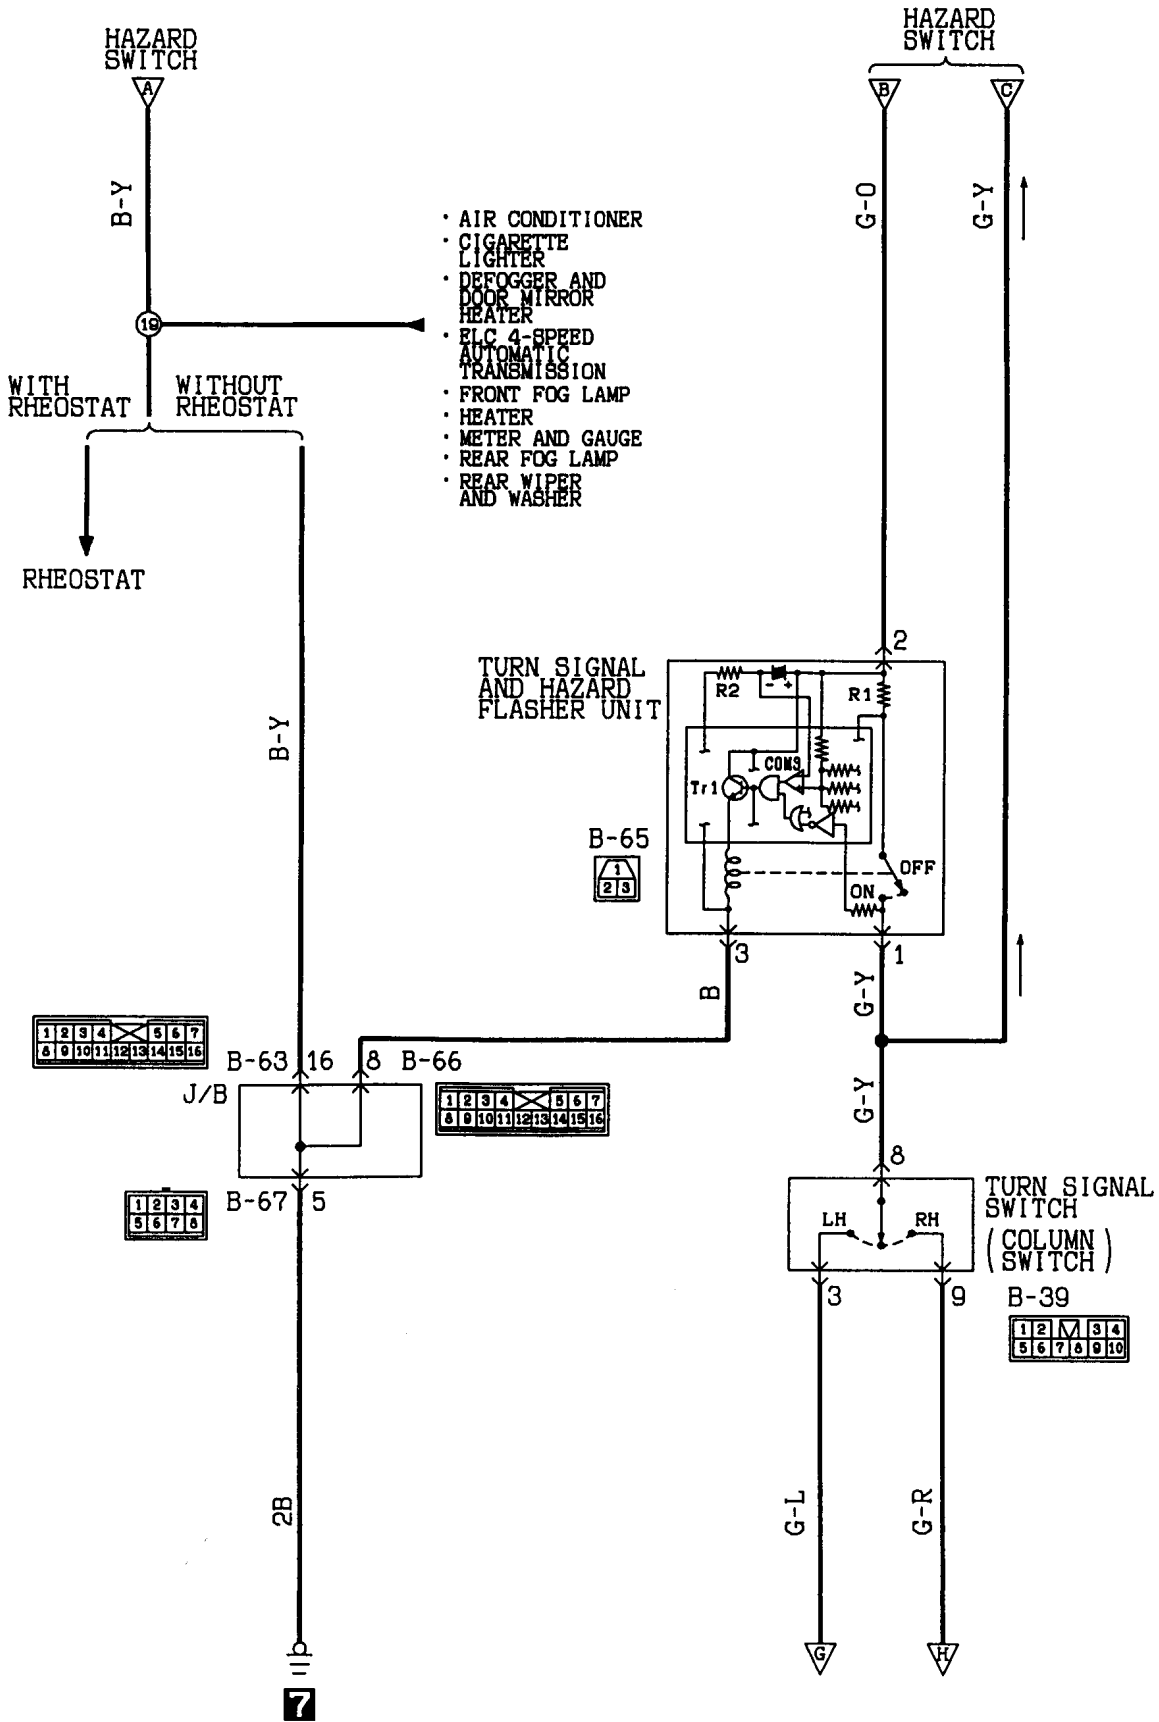 HAZARD
SWITCH
A
B-Y
19
WITH
RHEOSTAT
WITHOUT
RHEOSTAT
RHEOSTAT
· AIR CONDITIONER
· CIGARETTE
LIGHTER
· DEFOGGER AND
DOOR MIRROR
HEATER
· ELC 4-SPEED
AUTOMATIC
TRANSMISSION
· FRONT FOG LAMP
· HEATER
· METER AND GAUGE
· REAR FOG LAMP
· REAR WIPER
AND WASHER
HAZARD
SWITCH
B
C
G-O
G-Y
2
TURN SIGNAL
AND HAZARD
FLASHER UNIT
R2
- +
R1
COM3
Tr1
OFF
ON
B-65
1
2 3
3
1
B-Y
B
G-Y
G-Y
1 2 3 4 5 6 7
8 9 10 11 12 13 14 15 16
B-63
16
8
B-66
J/B
1 2 3 4 5 6 7
8 9 10 11 12 13 14 15 16
B-67
5
1 2 3 4
5 6 7 8
8
TURN SIGNAL
SWITCH
(COLUMN
SWITCH)
LH
RH
3
9
B-39
1 2 3 4
5 6 7 8 9 10
2B
G-L
G-R
G
H
7